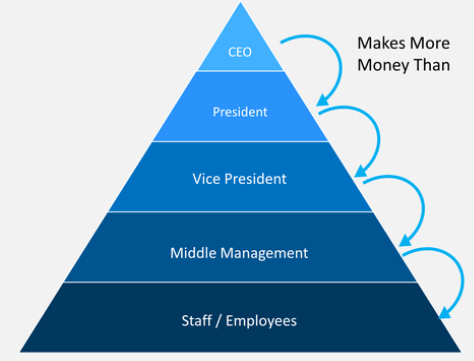 CEO
Makes More
Money Than
President
Vice President
Middle Management
Staff / Employees